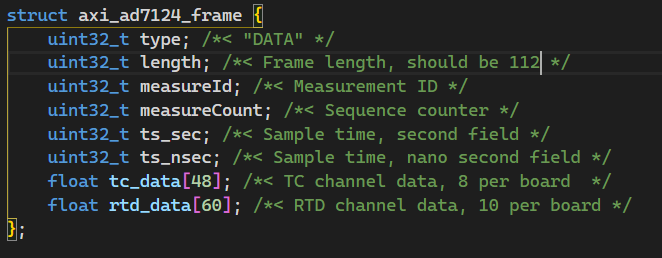 struct axi_ad7124_frame {
    uint32_t type; /*< "DATA" */
    uint32_t length; /*< Frame length, should be 112 */
    uint32_t measureId; /*< Measurement ID */
    uint32_t measureCount; /*< Sequence counter */
    uint32_t ts_sec; /*< Sample time, second field */
    uint32_t ts_nsec; /*< Sample time, nano second field */
    float tc_data[48]; /*< TC channel data, 8 per board  */
    float rtd_data[60]; /*< RTD channel data, 10 per board */
};